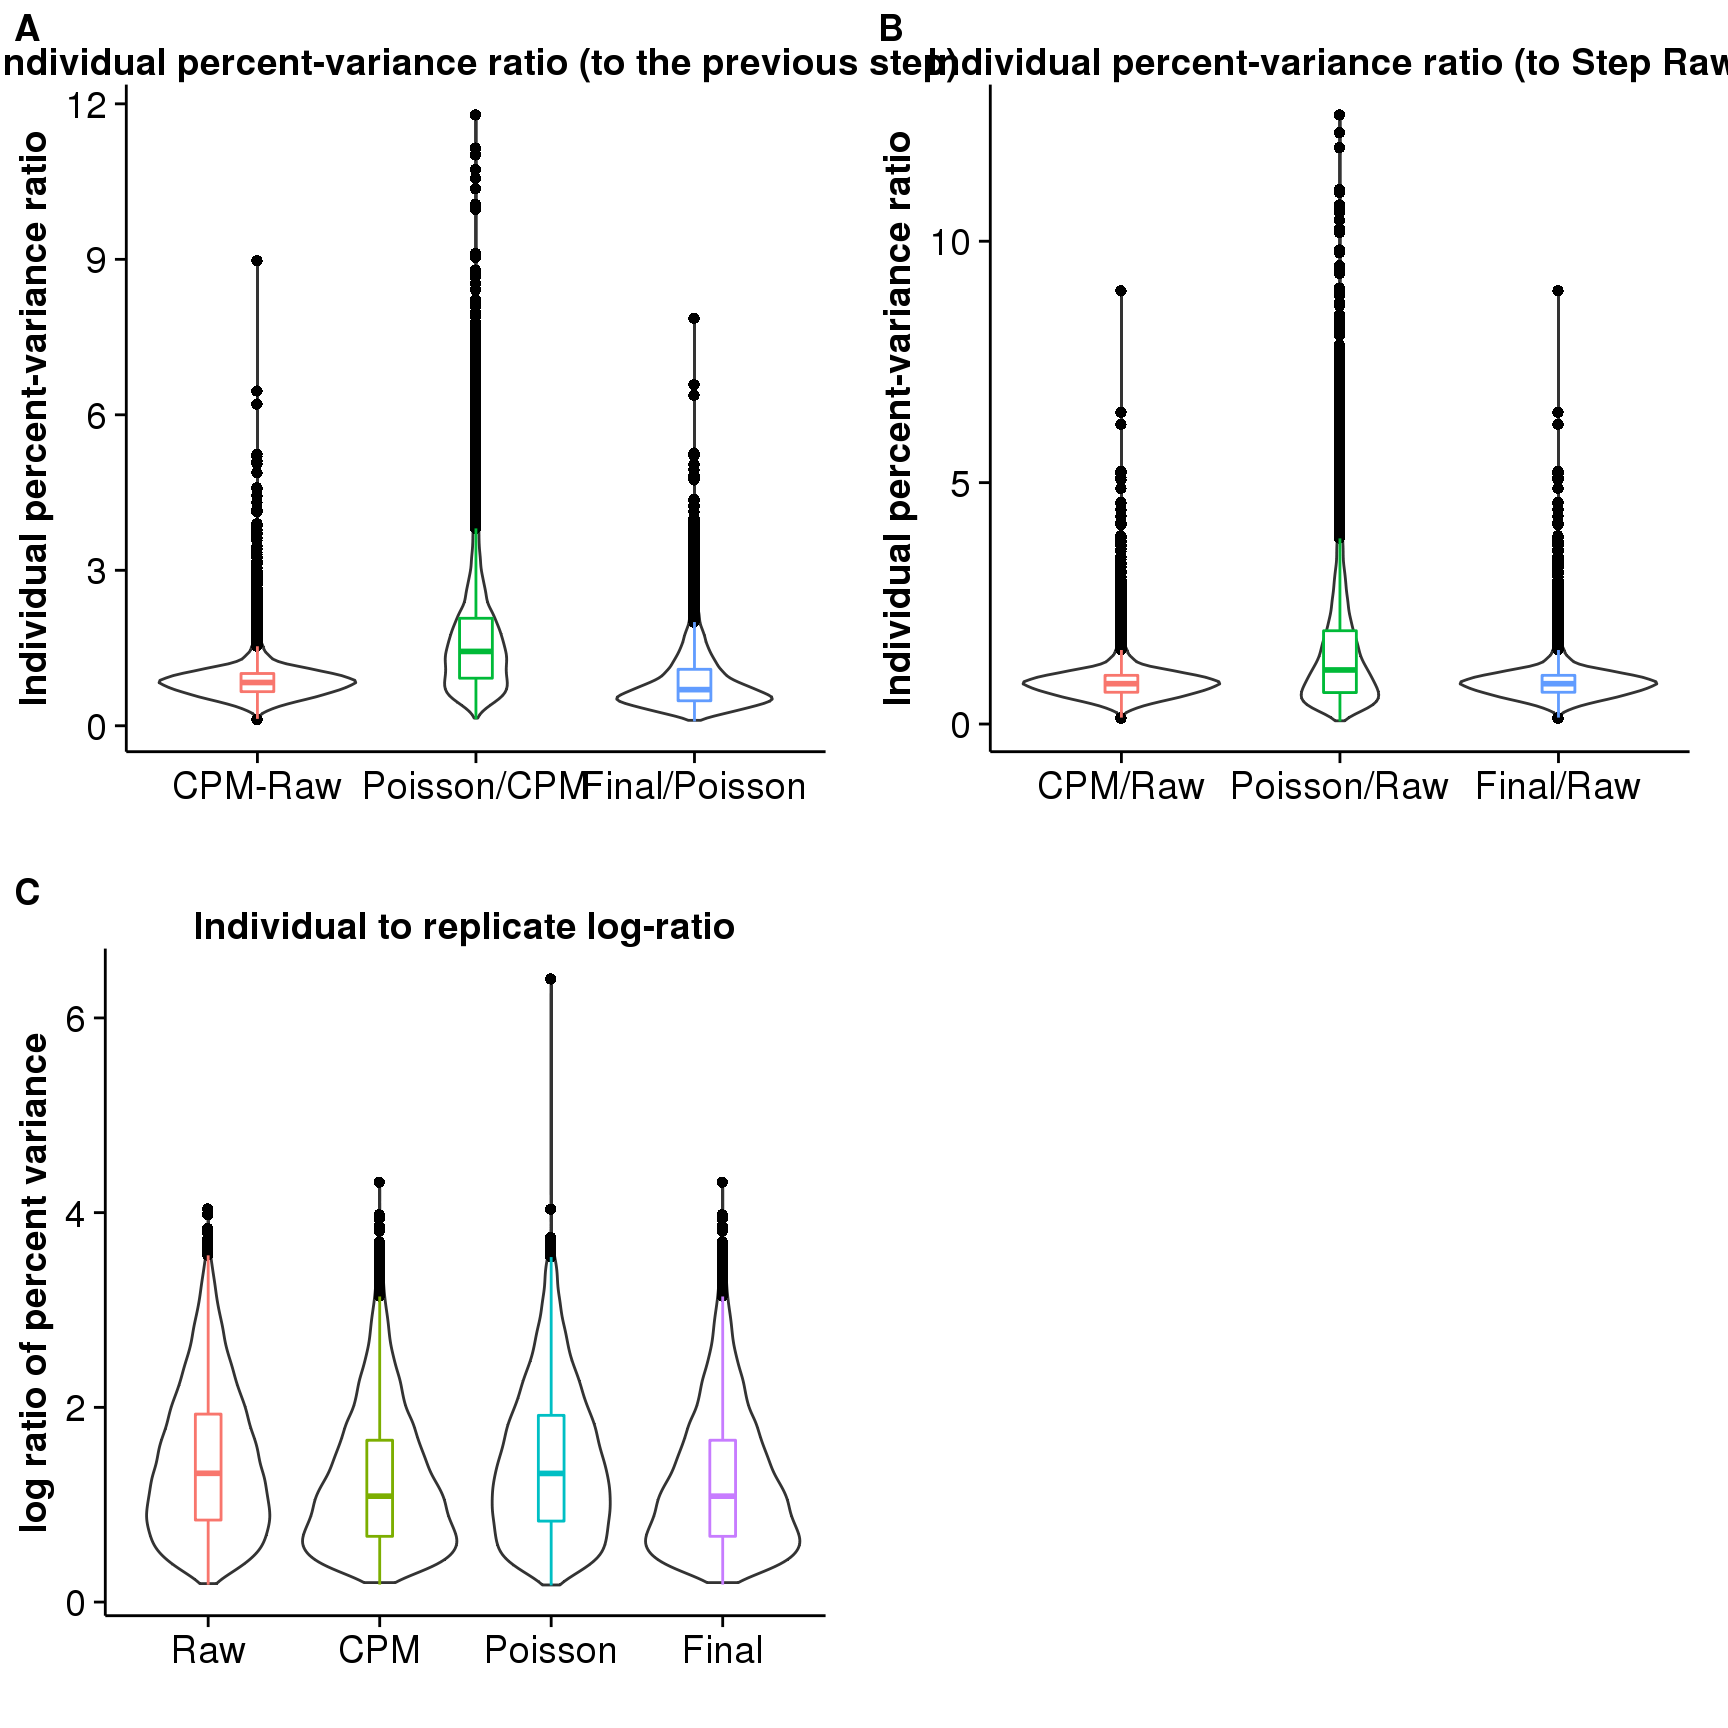 A
ndividual percent-variance ratio (to the previous step)
Individual percent-variance ratio
12
9
6
3
0
CPM-Raw Poisson/CPM Final/Poisson
B
ndividual percent-variance ratio (to Step Raw
Individual percent-variance ratio
10
5
0
CPM/Raw Poisson/Raw Final/Raw
C
Individual to replicate log-ratio
log ratio of percent variance
6
4
2
0
Raw CPM Poisson Final